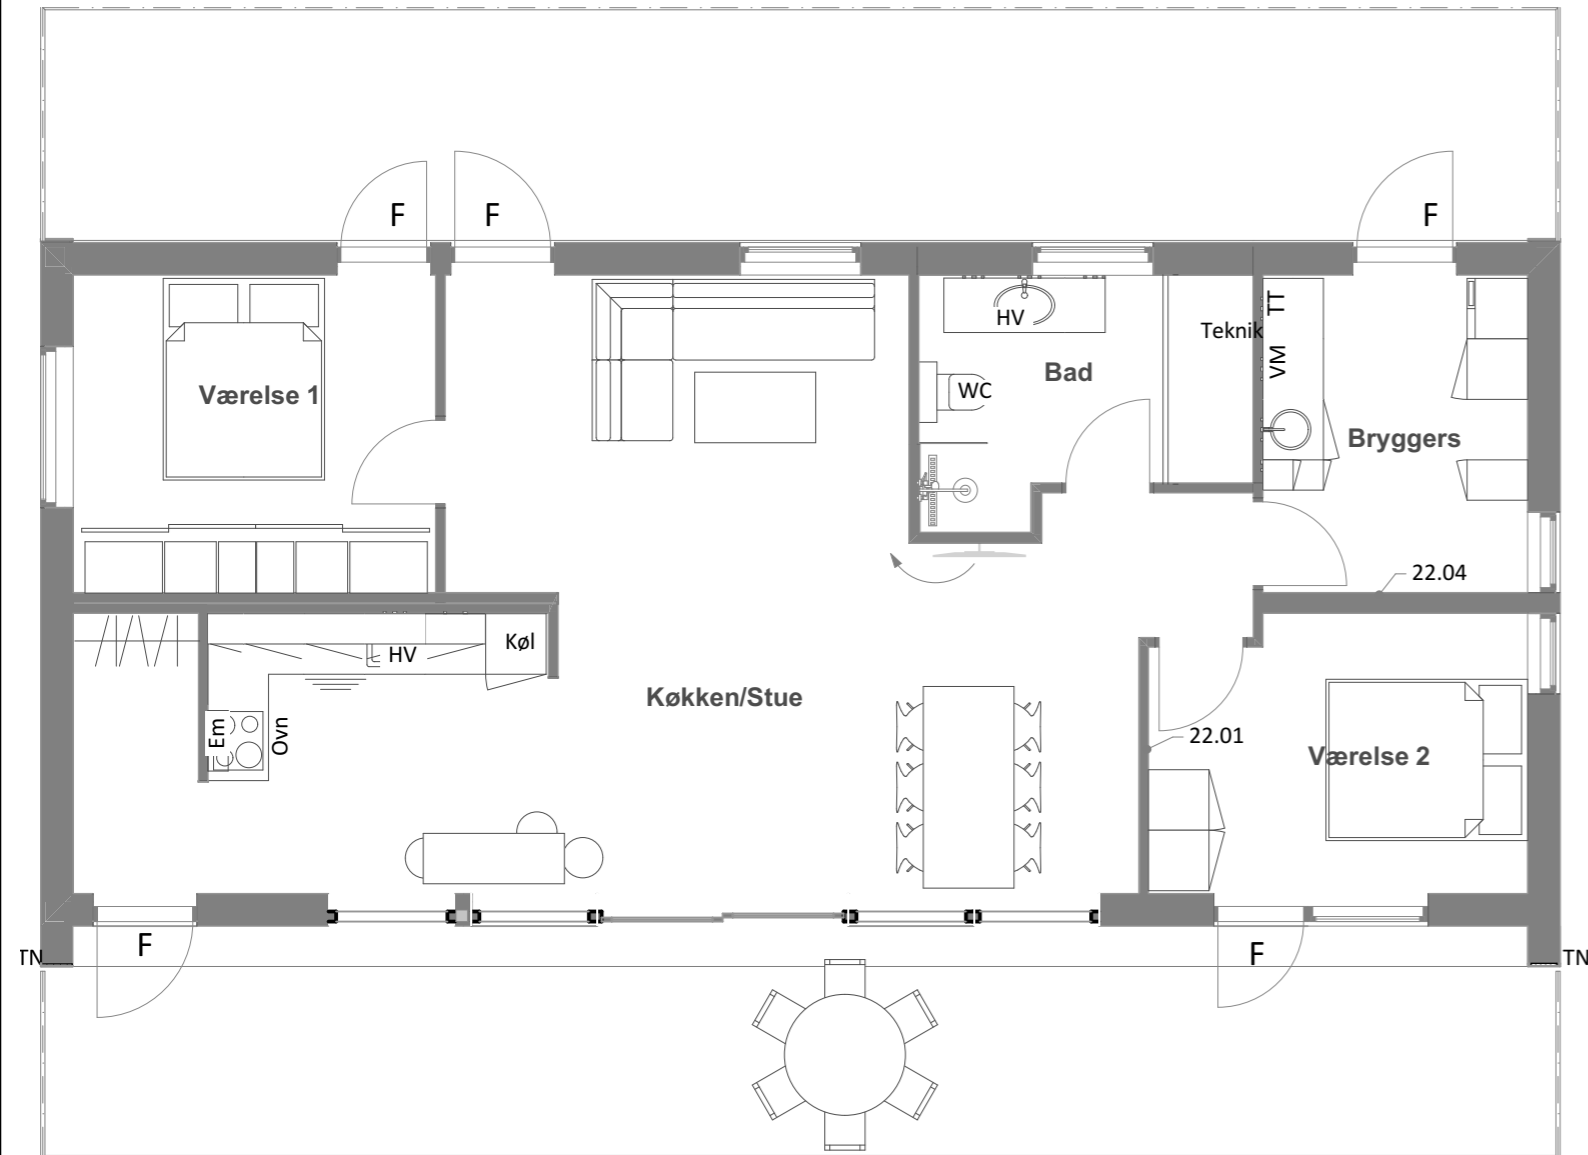 F
F
F
Værelse 1
HV
WC
Bad
Teknik
VM TT
Bryggers
22.04
HV
Køl
Em
Ovn
Køkken/Stue
22.01
Værelse 2
TN
F
F
TN